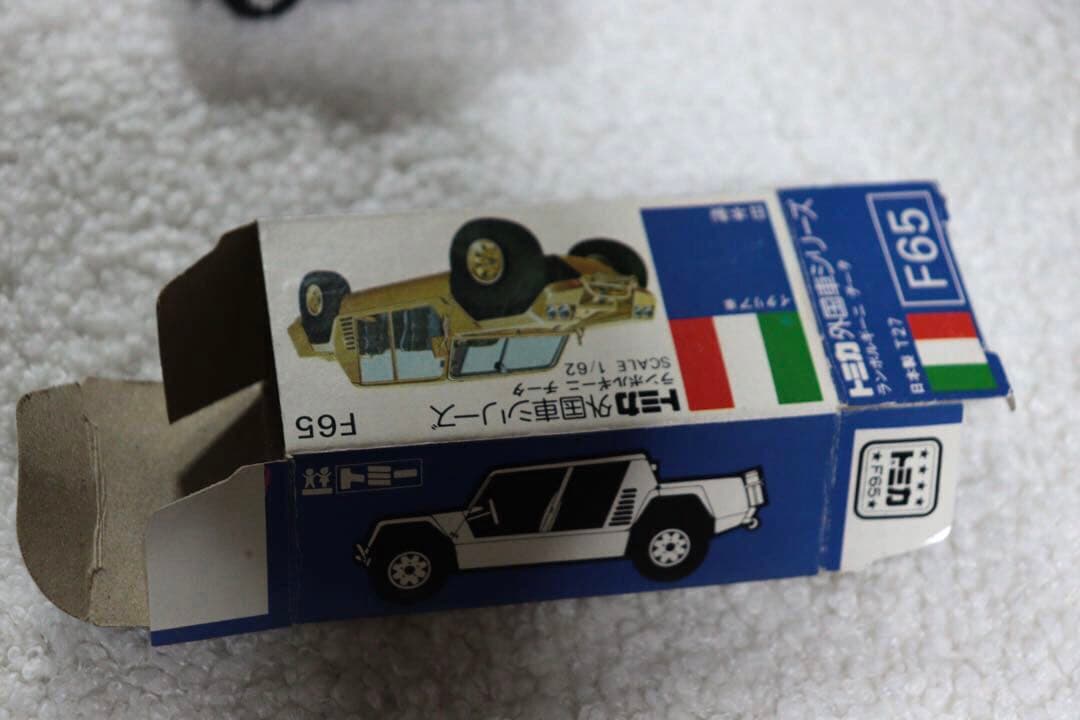 F65
トミカ外国車シリーズ
ランボルギーニ チータ
SCALE 1/62
イタリア車
日本製
トミー
トミカ外国車シリーズ
ランボルギーニ チータ
日本製 T27
F65
トミカ
★F65★